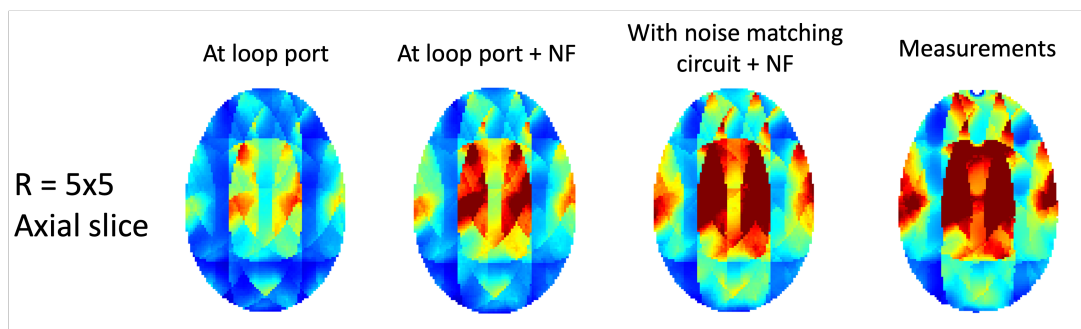 At loop port
At loop port + NF
With noise matching
circuit + NF
Measurements
R = 5x5
Axial slice